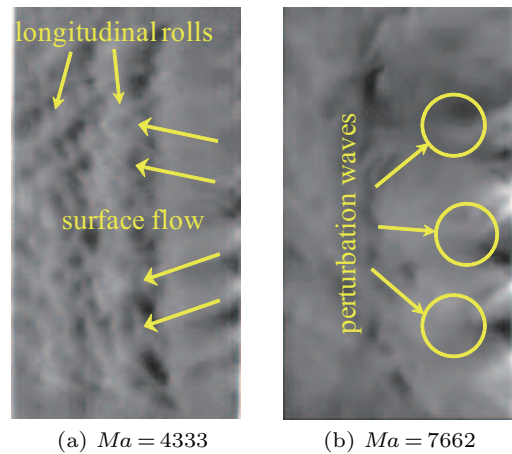 longitudinal rolls
surface flow
perturbation waves
(a) Ma = 4333
(b) Ma = 7662